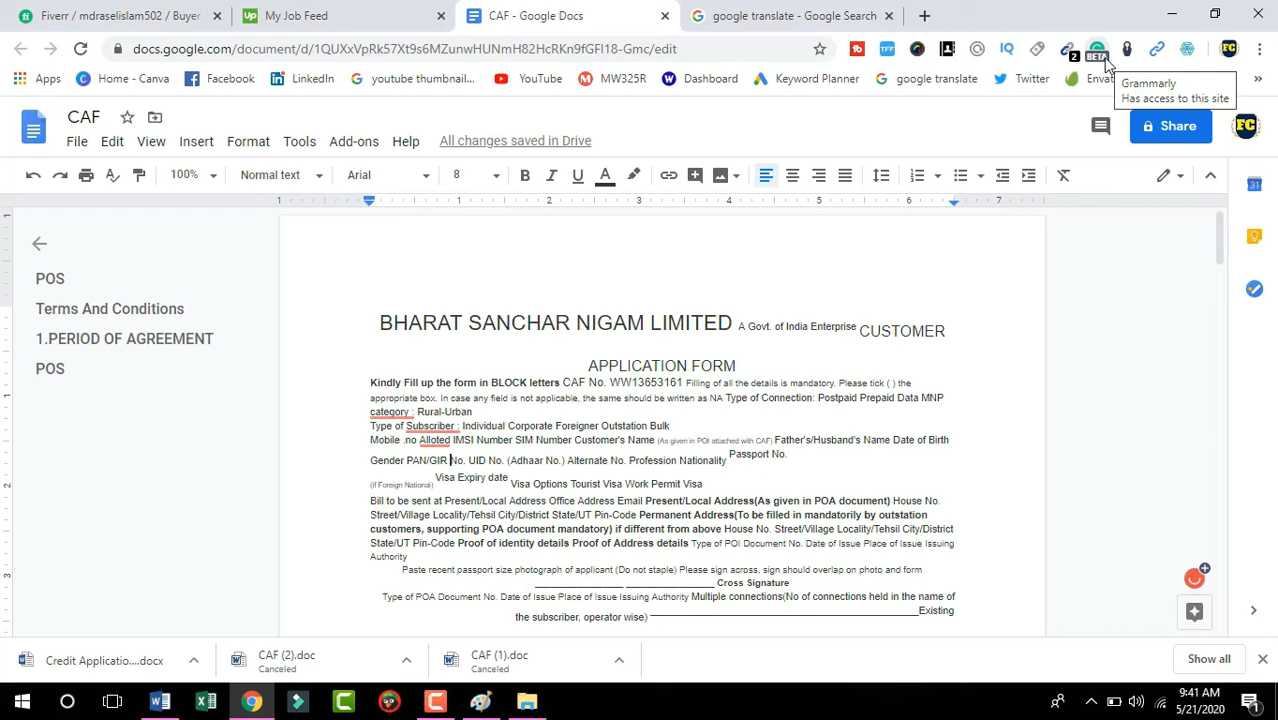 Fiverr / mdraselislam502 / Buyer
My Job Feed
CAF - Google Docs
google translate - Google Search
docs.google.com/document/d/1QUXxVpRk57Xt9s6MZunwHUNmH82HcRKn9fGFI18-Gmc/edit
Apps
Home - Canva
Facebook
LinkedIn
youtube thumbnail...
YouTube
MW325R
Dashboard
Keyword Planner
google translate
Twitter
Envat
Grammarly
Has access to this site
CAF
File Edit View Insert Format Tools Add-ons Help All changes saved in Drive
Share
100% Normal text Arial 8
POS
Terms And Conditions
1.PERIOD OF AGREEMENT
POS
BHARAT SANCHAR NIGAM LIMITED A Govt. of India Enterprise CUSTOMER
APPLICATION FORM
Kindly Fill up the form in BLOCK letters CAF No. WW13653161 Filling of all the details is mandatory. Please tick ( ) the
appropriate box. In case any field is not applicable, the same should be written as NA Type of Connection: Postpaid Prepaid Data MNP
category : Rural-Urban
Type of Subscriber : Individual Corporate Foreigner Outstation Bulk
Mobile .no Alloted IMSI Number SIM Number Customer's Name (As given in POI attached with CAF) Father's/Husband's Name Date of Birth
Gender PAN/GIR No. UID No. (Adhaar No.) Alternate No. Profession Nationality Passport No.
(if Foreign National) Visa Expiry date Visa Options Tourist Visa Work Permit Visa
Bill to be sent at Present/Local Address Office Address Email Present/Local Address(As given in POA document) House No.
Street/Village Locality/Tehsil City/District State/UT Pin-Code Permanent Address(To be filled in mandatorily by outstation
customers, supporting POA document mandatory) if different from above House No. Street/Village Locality/Tehsil City/District
State/UT Pin-Code Proof of identity details Proof of Address details Type of POI Document No. Date of Issue Place of Issue Issuing
Authority
Paste recent passport size photograph of applicant (Do not staple) Please sign across, sign should overlap on photo and form
Cross Signature
Type of POA Document No. Date of Issue Place of Issue Issuing Authority Multiple connections(No of connections held in the name of
the subscriber, operator wise) Existing
Credit Applicatio....docx
CAF (2).doc
Canceled
CAF (1).doc
Canceled
Show all
9:41 AM
5/21/2020